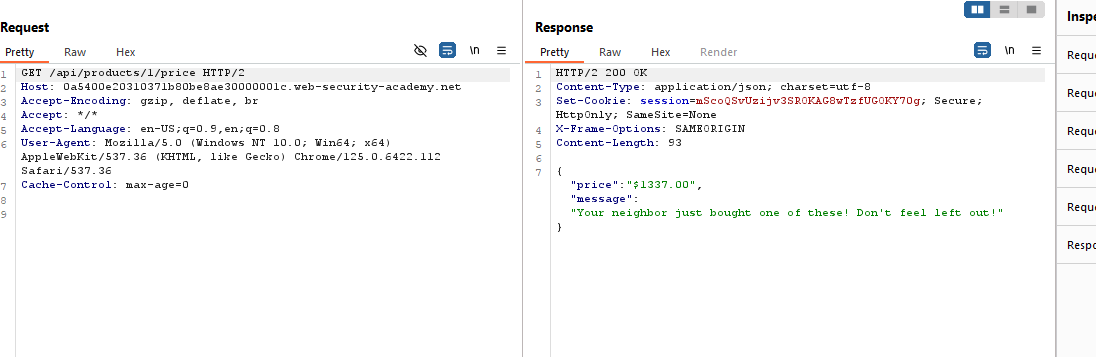 Request
Pretty Raw Hex
\n
1 GET /api/products/1/price HTTP/2
2 Host: 0a5400e20310371b80be8ae30000001c.web-security-academy.net
3 Accept-Encoding: gzip, deflate, br
4 Accept: */*
5 Accept-Language: en-US;q=0.9,en;q=0.8
6 User-Agent: Mozilla/5.0 (Windows NT 10.0; Win64; x64)
AppleWebKit/537.36 (KHTML, like Gecko) Chrome/125.0.6422.112
Safari/537.36
7 Cache-Control: max-age=0
8
9
Response
Pretty Raw Hex Render
\n
1 HTTP/2 200 OK
2 Content-Type: application/json; charset=utf-8
3 Set-Cookie: session=mScoQSvUzijv3SROKAG8wTzfUGOKY70g; Secure;
HttpOnly; SameSite=None
4 X-Frame-Options: SAMEORIGIN
5 Content-Length: 93
6
7 {
"price":"$1337.00",
"message":
"Your neighbor just bought one of these! Don't feel left out!"
}
Inspe
Reque
Reque
Reque
Reque
Reque
Respo